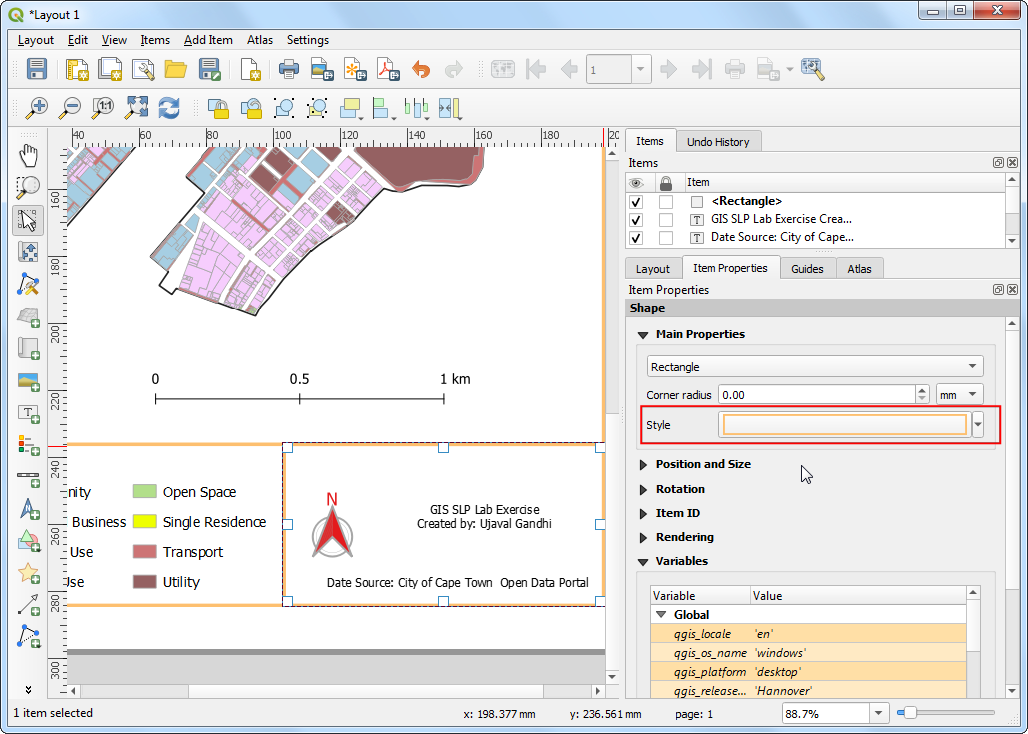 *Layout 1
Layout Edit View Items Add Item Atlas Settings
1
1:1
40 60 80 100 120 140 160 180 20
160
180
200
220
240
260
280
300
0 0.5 1 km
nity Open Space
Business Single Residence
Use Transport
Jse Utility
N
GIS SLP Lab Exercise
Created by: Ujaval Gandhi
Date Source: City of Cape Town Open Data Portal
Items Undo History
Items
Item
<Rectangle>
GIS SLP Lab Exercise Crea...
Date Source: City of Cape...
Layout Item Properties Guides Atlas
Item Properties
Shape
Main Properties
Rectangle
Corner radius 0.00 mm
Style
Position and Size
Rotation
Item ID
Rendering
Variables
Variable Value
Global
qgis_locale 'en'
qgis_os_name 'windows'
qgis_platform 'desktop'
qgis_release... 'Hannover'
1 item selected x: 198.377 mm y: 236.561 mm page: 1 88.7%